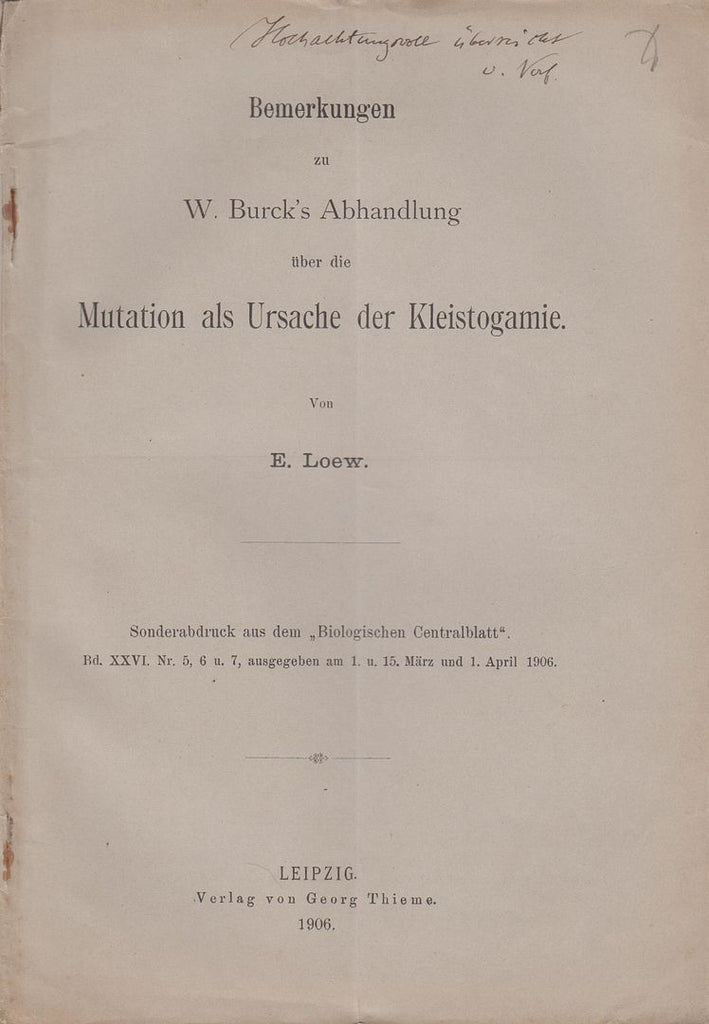 Hochachtungsvoll überreicht
v. Verf.
Bemerkungen
zu
W. Burck's Abhandlung
über die
Mutation als Ursache der Kleistogamie.
Von
E. Loew.
Sonderabdruck aus dem „Biologischen Centralblatt“.
Bd. XXVI. Nr. 5, 6 u. 7, ausgegeben am 1. u. 15. März und 1. April 1906.
LEIPZIG.
Verlag von Georg Thieme.
1906.